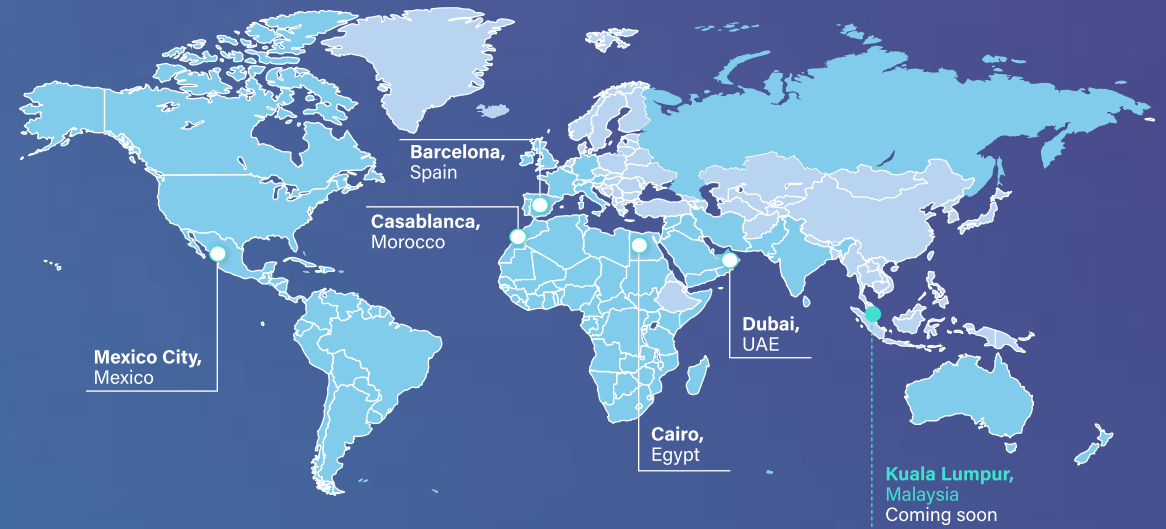 Barcelona,
Spain
Casablanca,
Morocco
Dubai,
UAE
Mexico City,
Mexico
Cairo,
Egypt
Kuala Lumpur,
Malaysia
Coming soon